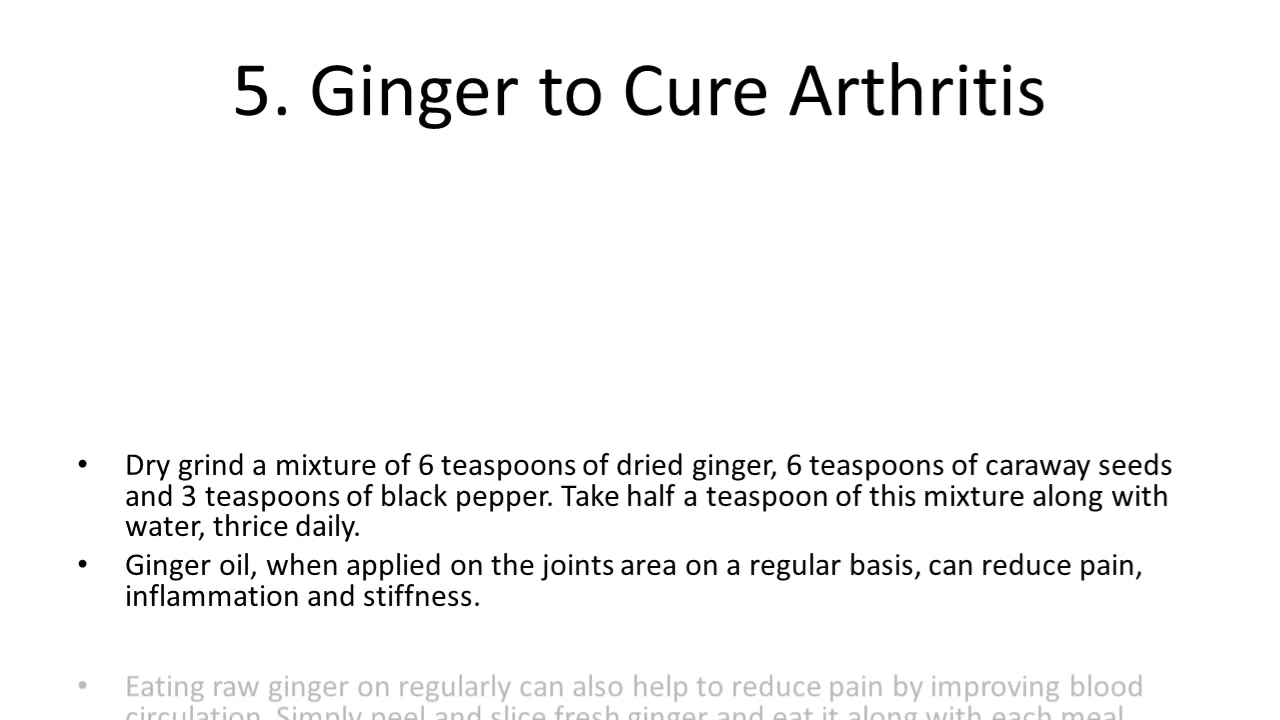 5. Ginger to Cure Arthritis
• Dry grind a mixture of 6 teaspoons of dried ginger, 6 teaspoons of caraway seeds
and 3 teaspoons of black pepper. Take half a teaspoon of this mixture along with
water, thrice daily.
• Ginger oil, when applied on the joints area on a regular basis, can reduce pain,
inflammation and stiffness.
• Eating raw ginger on regularly can also help to reduce pain by improving blood
circulation. Simply peel and slice fresh ginger and eat it along with each meal.